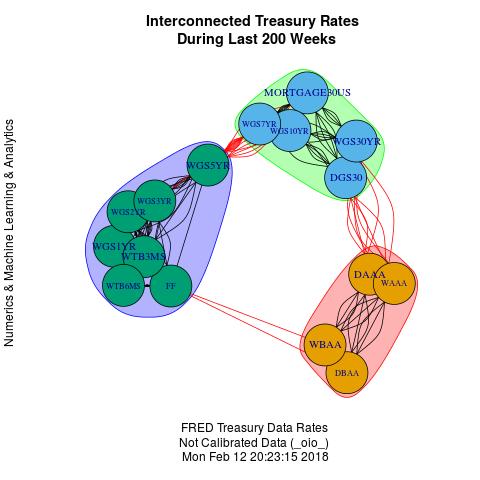 Interconnected Treasury Rates
During Last 200 Weeks
Numerics & Machine Learning & Analytics
MORTGAGE30US
WGS7YR
WGS10YR
WGS30YR
DGS30
WGS5YR
WGS3YR
WGS2YR
WGS1YR
WTB3MS
WTB6MS
FF
DAAA
WAAA
WBAA
DBAA
FRED Treasury Data Rates
Not Calibrated Data (_oio_)
Mon Feb 12 20:23:15 2018